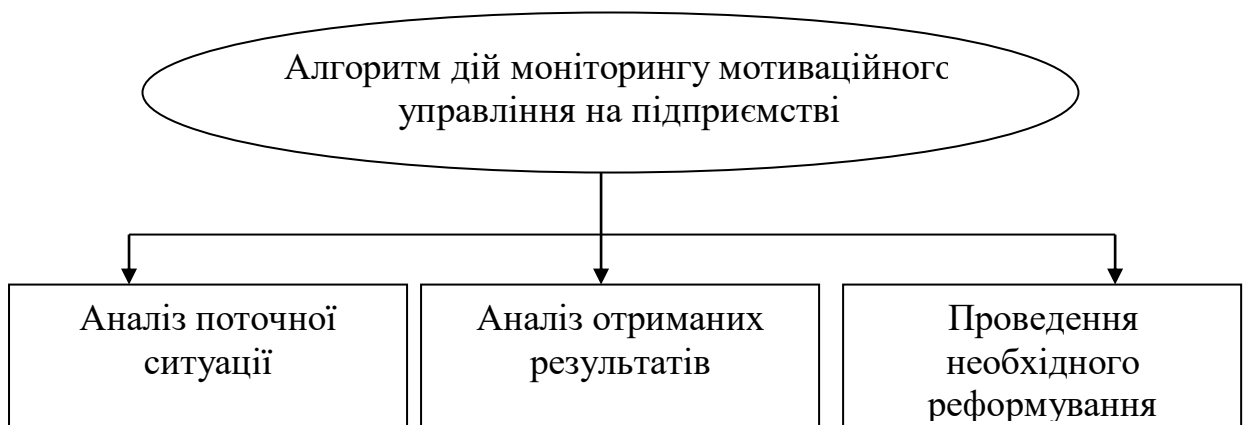 Алгоритм дій моніторингу мотиваційного
управління на підприємстві
Аналіз поточної
ситуації
Аналіз отриманих
результатів
Проведення
необхідного
реформування